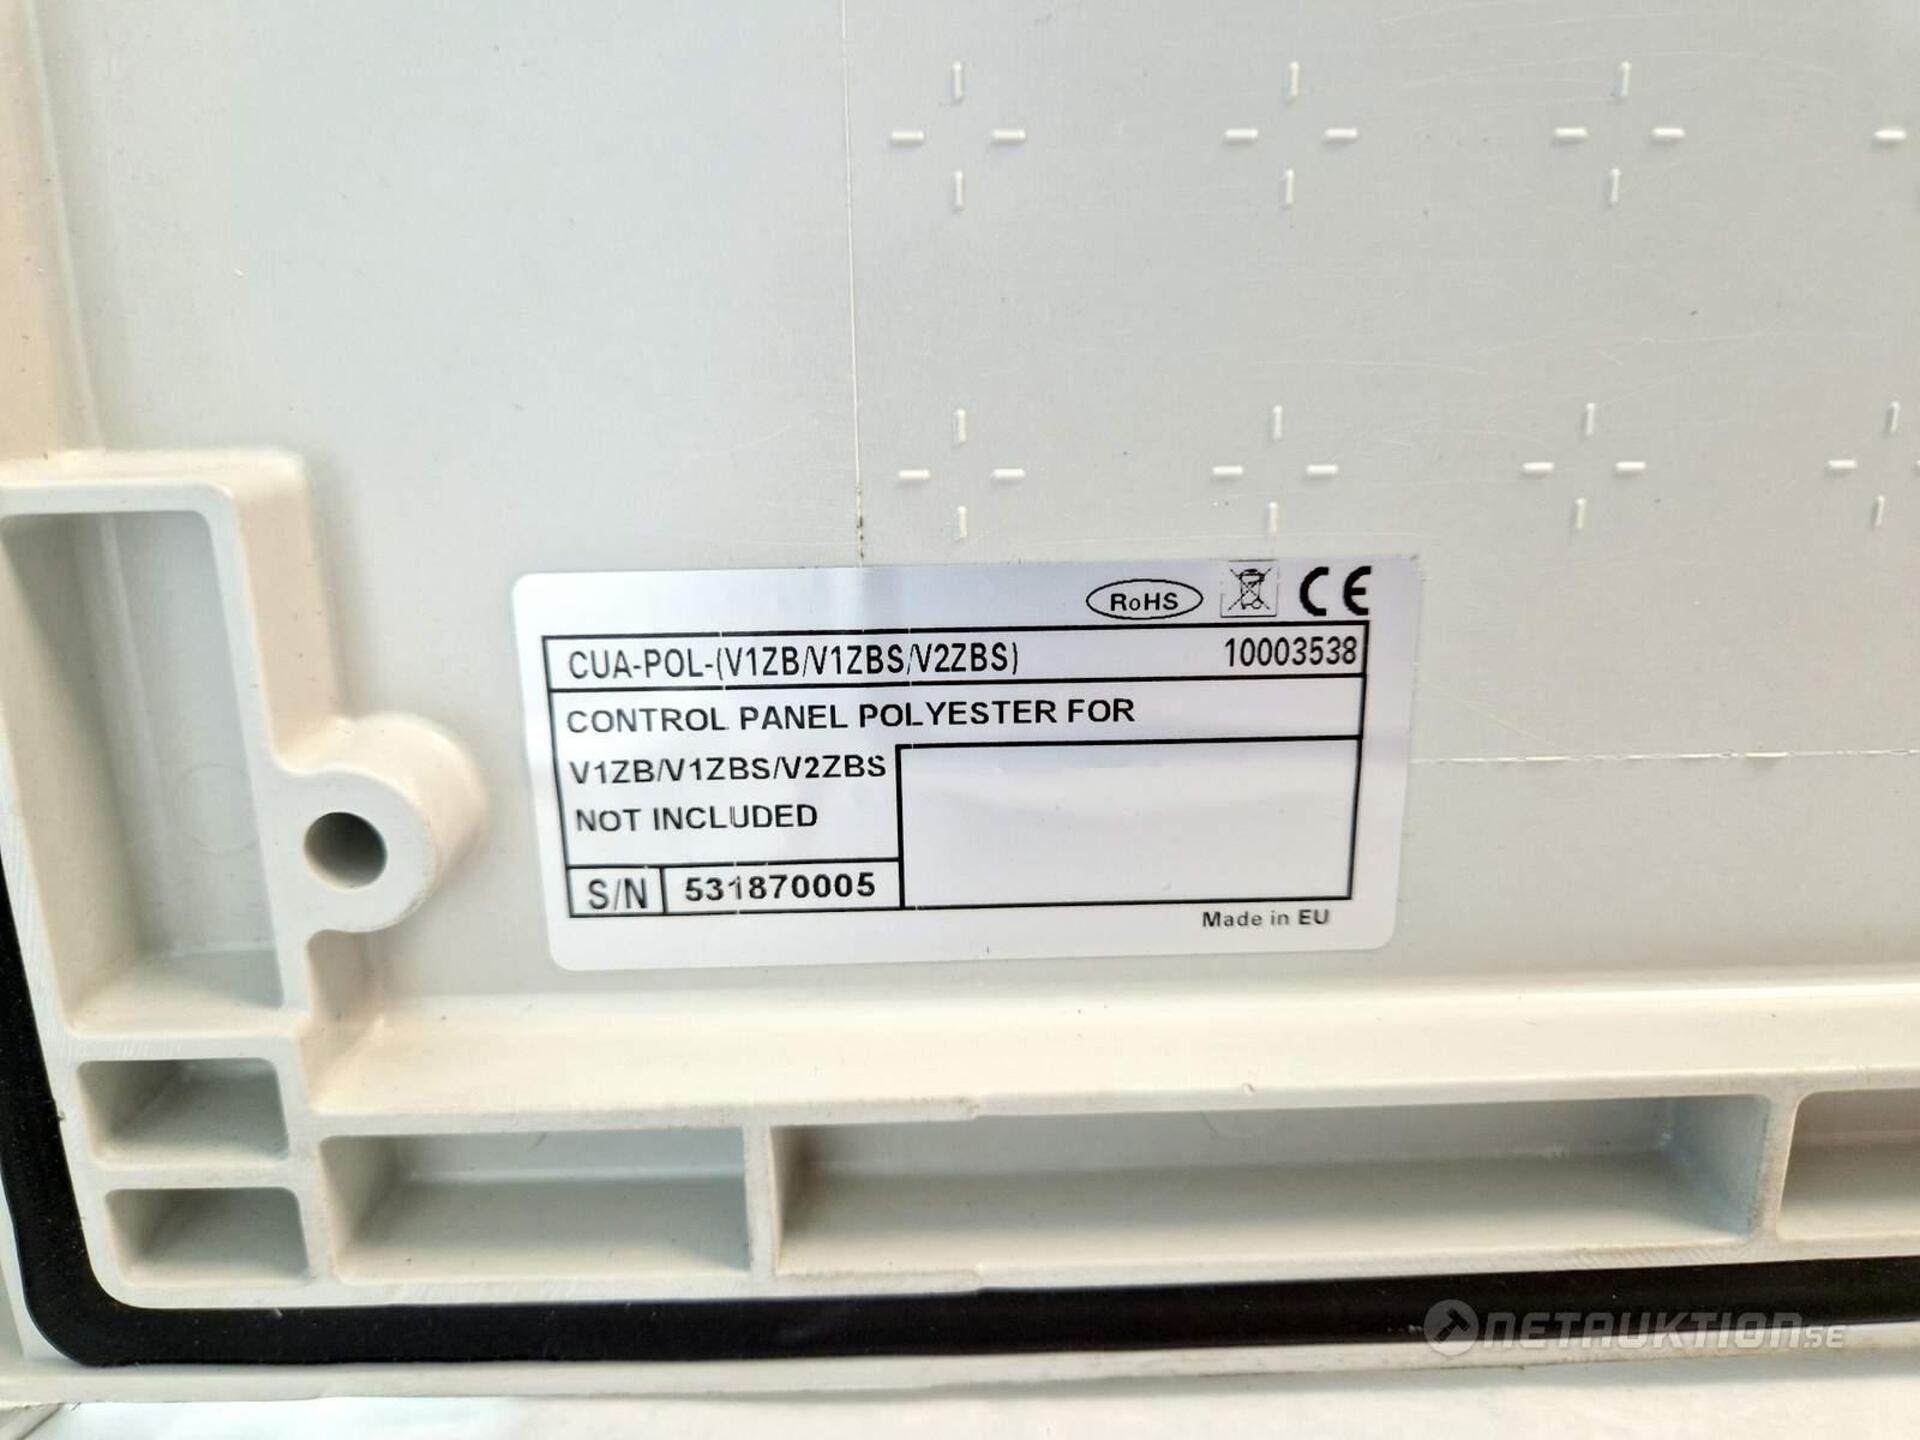 RoHS CE
CUA-POL-(V1ZB/V1ZBS/V2ZBS) 10003538
CONTROL PANEL POLYESTER FOR
V1ZB/V1ZBS/V2ZBS
NOT INCLUDED
S/N 531870005
Made in EU
NETAUKTION.SE